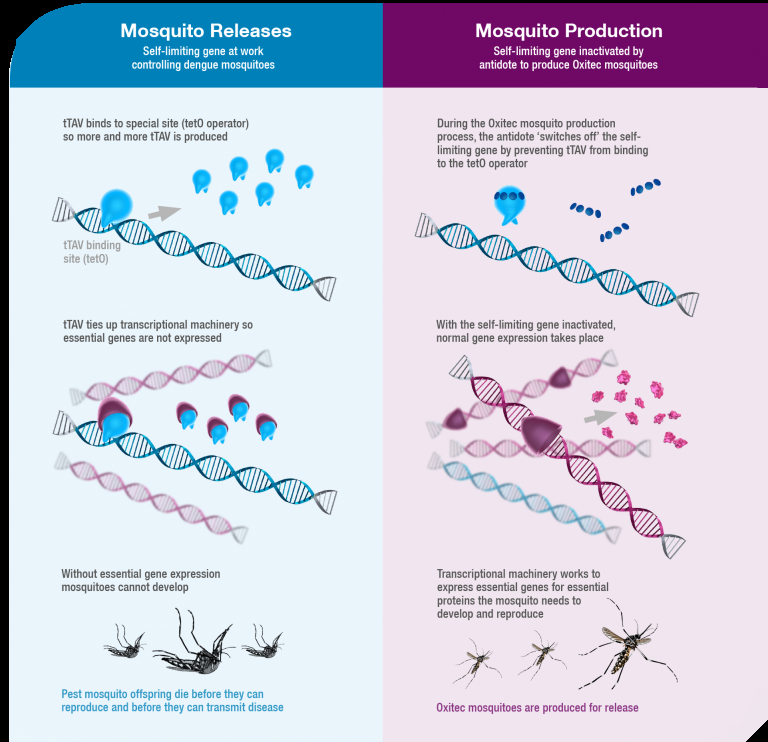 Mosquito Releases
Self-limiting gene at work
controlling dengue mosquitoes
tTAV binds to special site (tetO operator)
so more and more tTAV is produced
tTAV binding
site (tetO)
tTAV ties up transcriptional machinery so
essential genes are not expressed
Without essential gene expression
mosquitoes cannot develop
Pest mosquito offspring die before they can
reproduce and before they can transmit disease
Mosquito Production
Self-limiting gene inactivated by
antidote to produce Oxitec mosquitoes
During the Oxitec mosquito production
process, the antidote ‘switches off’ the self-
limiting gene by preventing tTAV from binding
to the tetO operator
With the self-limiting gene inactivated,
normal gene expression takes place
Transcriptional machinery works to
express essential genes for essential
proteins the mosquito needs to
develop and reproduce
Oxitec mosquitoes are produced for release